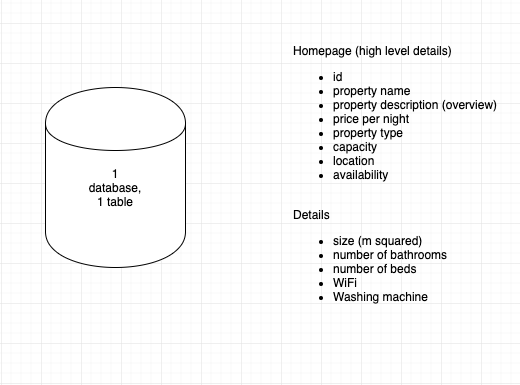 1
database,
1 table
Homepage (high level details)
• id
• property name
• property description (overview)
• price per night
• property type
• capacity
• location
• availability
Details
• size (m squared)
• number of bathrooms
• number of beds
• WiFi
• Washing machine